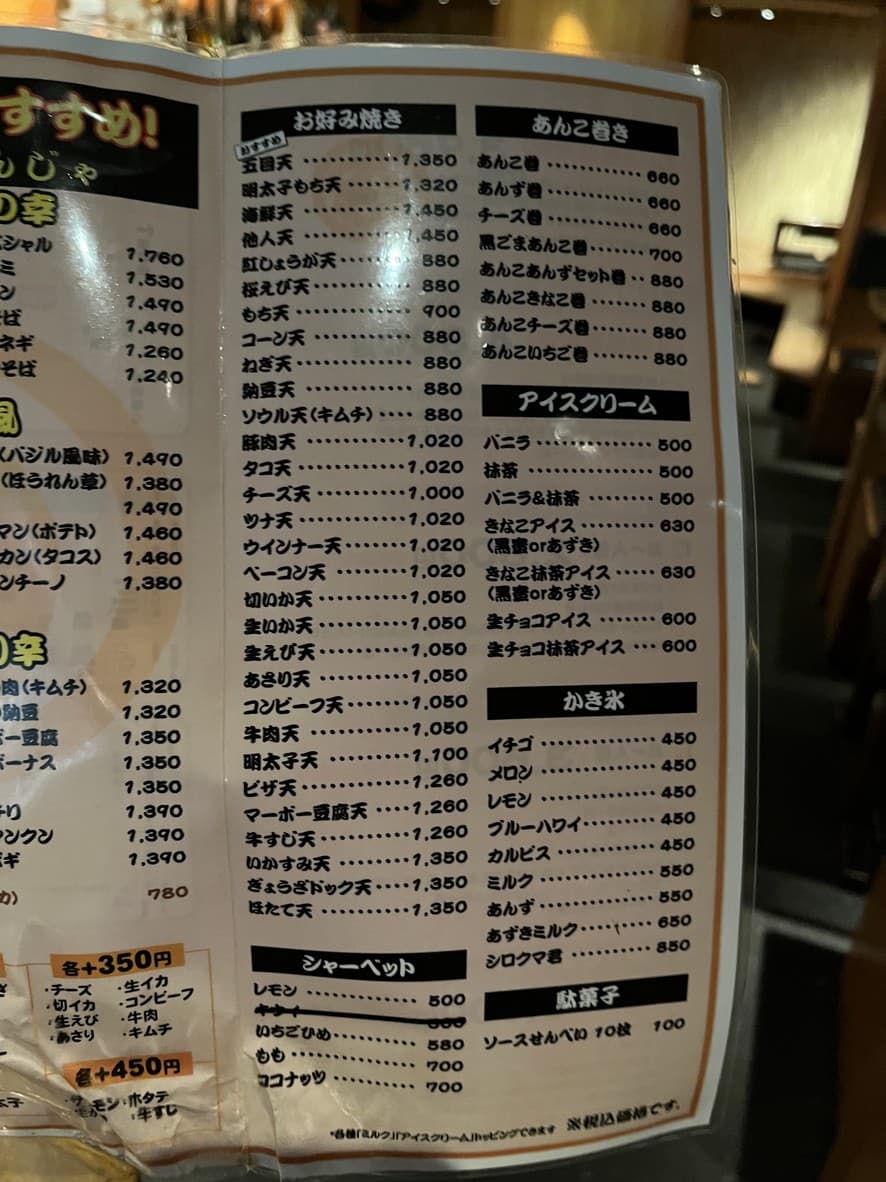 すすめ!
んじゃ
の幸
シャル 1,760
ミ 1,530
ン 1,490
そば 1,490
ネギ 1,260
そば 1,240
風
(バジル風味) 1,490
(ほうれん草) 1,380
1,490
マン(ポテト) 1,460
カン(タコス) 1,460
ンチーノ 1,380
の辛
肉(キムチ) 1,320
納豆 1,320
ボー豆腐 1,350
ボーナス 1,350
1,350
1,390
ァンクン 1,390
ギ 1,390
カ) 780
各+350円
・チーズ ・生イカ
・切イカ ・コンビーフ
・生えび ・牛肉
・あさり ・キムチ
各+450円
モン・ホタテ
・牛すじ
お好み焼き
おすすめ
五目天 1,350
明太子もち天 1,320
海鮮天 1,450
他人天 1,450
紅しょうが天 880
桜えび天 880
もち天 900
コーン天 880
ねぎ天 880
納豆天 880
ソウル天(キムチ) 880
豚肉天 1,020
タコ天 1,020
チーズ天 1,000
ツナ天 1,020
ウインナー天 1,020
ベーコン天 1,020
切いか天 1,050
生いか天 1,050
生えび天 1,050
あさり天 1,050
コンビーフ天 1,050
牛肉天 1,050
明太子天 1,100
ピザ天 1,260
マーボー豆腐天 1,260
牛すじ天 1,260
いかすみ天 1,350
ぎょうざドック天 1,350
ほたて天 1,350
シャーベット
レモン 500
いちごひめ 580
もも 700
ココナッツ 700
あんこ巻き
あんこ巻 660
あんず巻 660
チーズ巻 660
黒ごまあんこ巻 700
あんこあんずセット巻 880
あんこきなこ巻 880
あんこチーズ巻 880
あんこいちご巻 880
アイスクリーム
バニラ 500
抹茶 500
バニラ&抹茶 500
きなこアイス 630
(黒蜜orあずき)
きなこ抹茶アイス 630
(黒蜜orあずき)
生チョコアイス 600
生チョコ抹茶アイス 600
かき氷
イチゴ 450
メロン 450
レモン 450
ブルーハワイ 450
カルピス 450
ミルク 550
あんず 550
あずきミルク 650
シロクマ君 850
駄菓子
ソースせんべい 10枚 100
*各種「ミルク」「アイスクリーム」トッピングできます ※税込価格です。